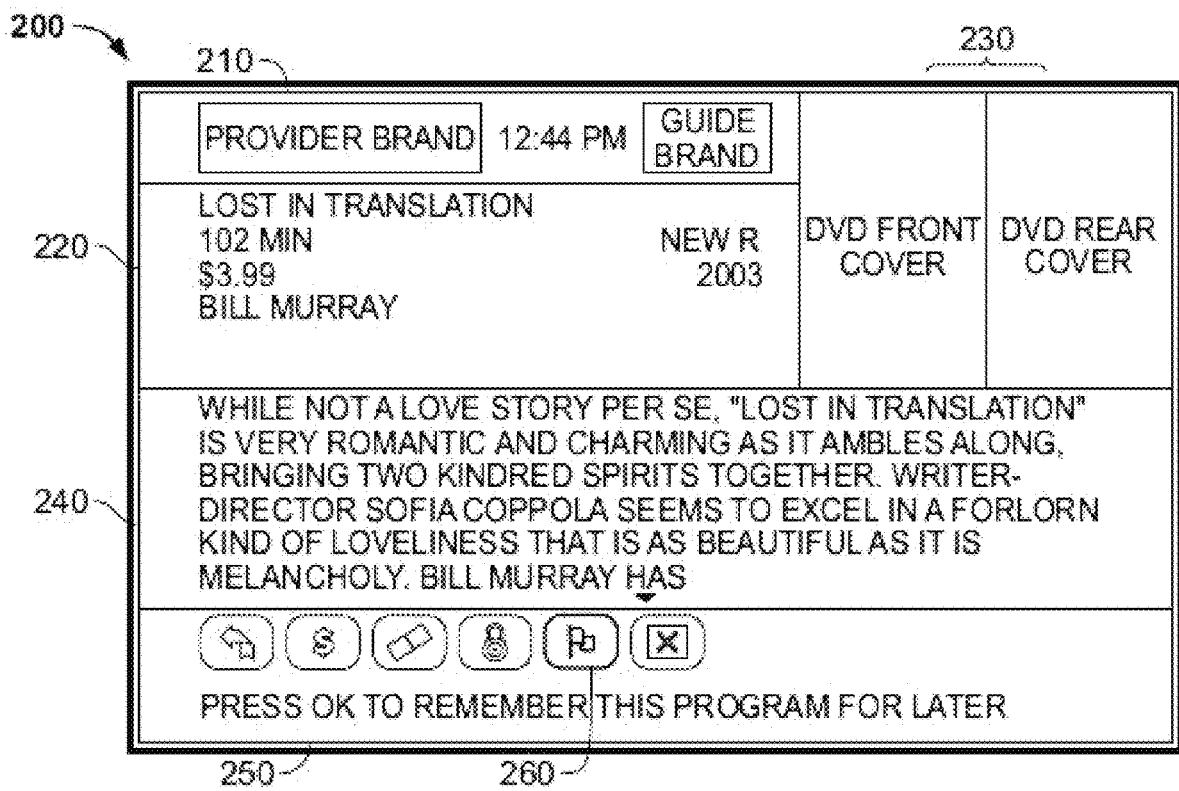 200
210
230
PROVIDER BRAND 12:44 PM GUIDE
BRAND
LOST IN TRANSLATION
102 MIN NEW R
$3.99 2003
BILL MURRAY
DVD FRONT
COVER
DVD REAR
COVER
220
WHILE NOT A LOVE STORY PER SE, "LOST IN TRANSLATION"
IS VERY ROMANTIC AND CHARMING AS IT AMBLES ALONG,
BRINGING TWO KINDRED SPIRITS TOGETHER. WRITER-
DIRECTOR SOFIA COPPOLA SEEMS TO EXCEL IN A FORLORN
KIND OF LOVELINESS THAT IS AS BEAUTIFUL AS IT IS
MELANCHOLY. BILL MURRAY HAS
240
$
PRESS OK TO REMEMBER THIS PROGRAM FOR LATER
250
260